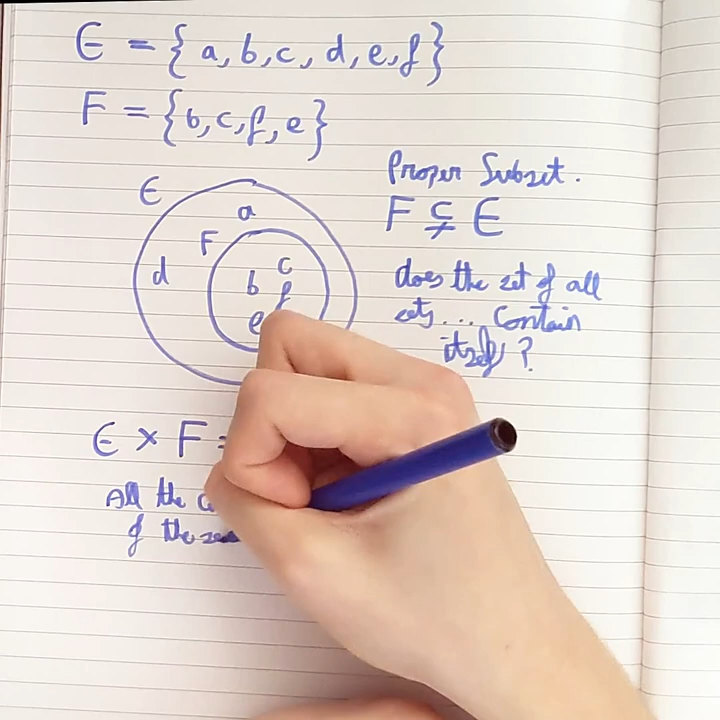 E = { a, b, c, d, e, f }
F = { b, c, f, e }
Proper Subset.
F ⊊ E
E
a
F
d
c
b
f
e
does the set of all
sets... Contain
itself?
E × F =
All the
of the